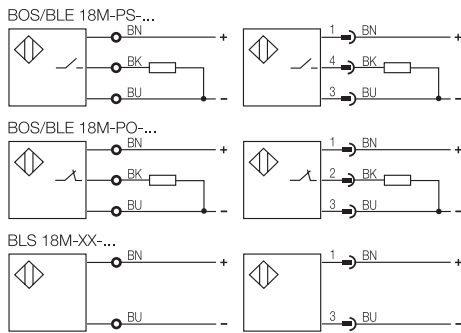 BOS/BLE 18M-PS-...
BN + 1 BN +
BK 4 BK
BU - 3 BU -
BOS/BLE 18M-PO-...
BN + 1 BN +
BK 2 BK
BU - 3 BU -
BLS 18M-XX-...
BN + 1 BN +
BU - 3 BU -